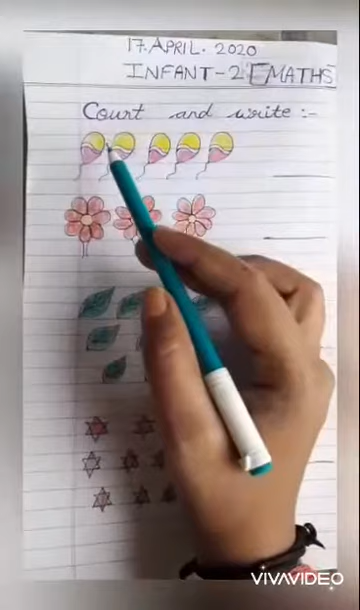 17. APRIL. 2020
INFANT-2 [MATHS
Count and write :-
VIVAVIDEO